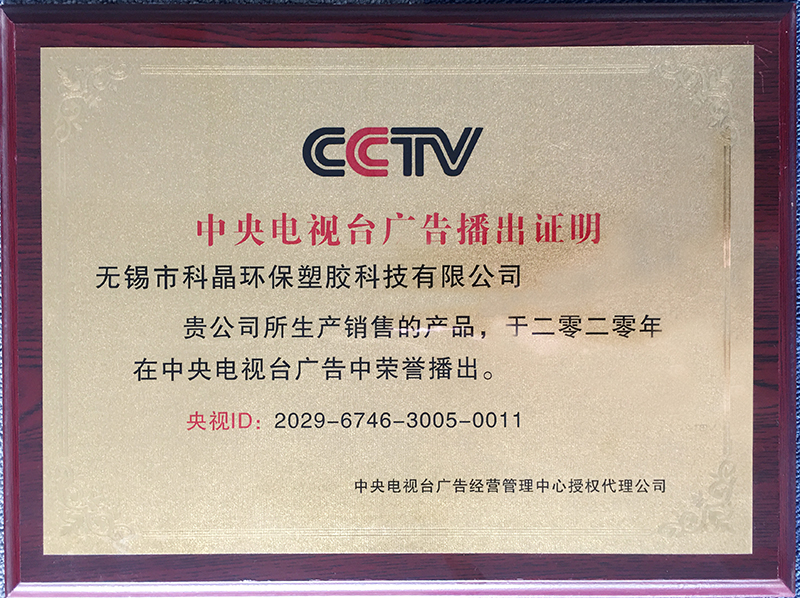 CCTV
中央电视台广告播出证明
无锡市科晶环保塑胶科技有限公司
贵公司所生产销售的产品，于二零二零年
在中央电视台广告中荣誉播出。
央视ID：2029-6746-3005-0011
中央电视台广告经营管理中心授权代理公司